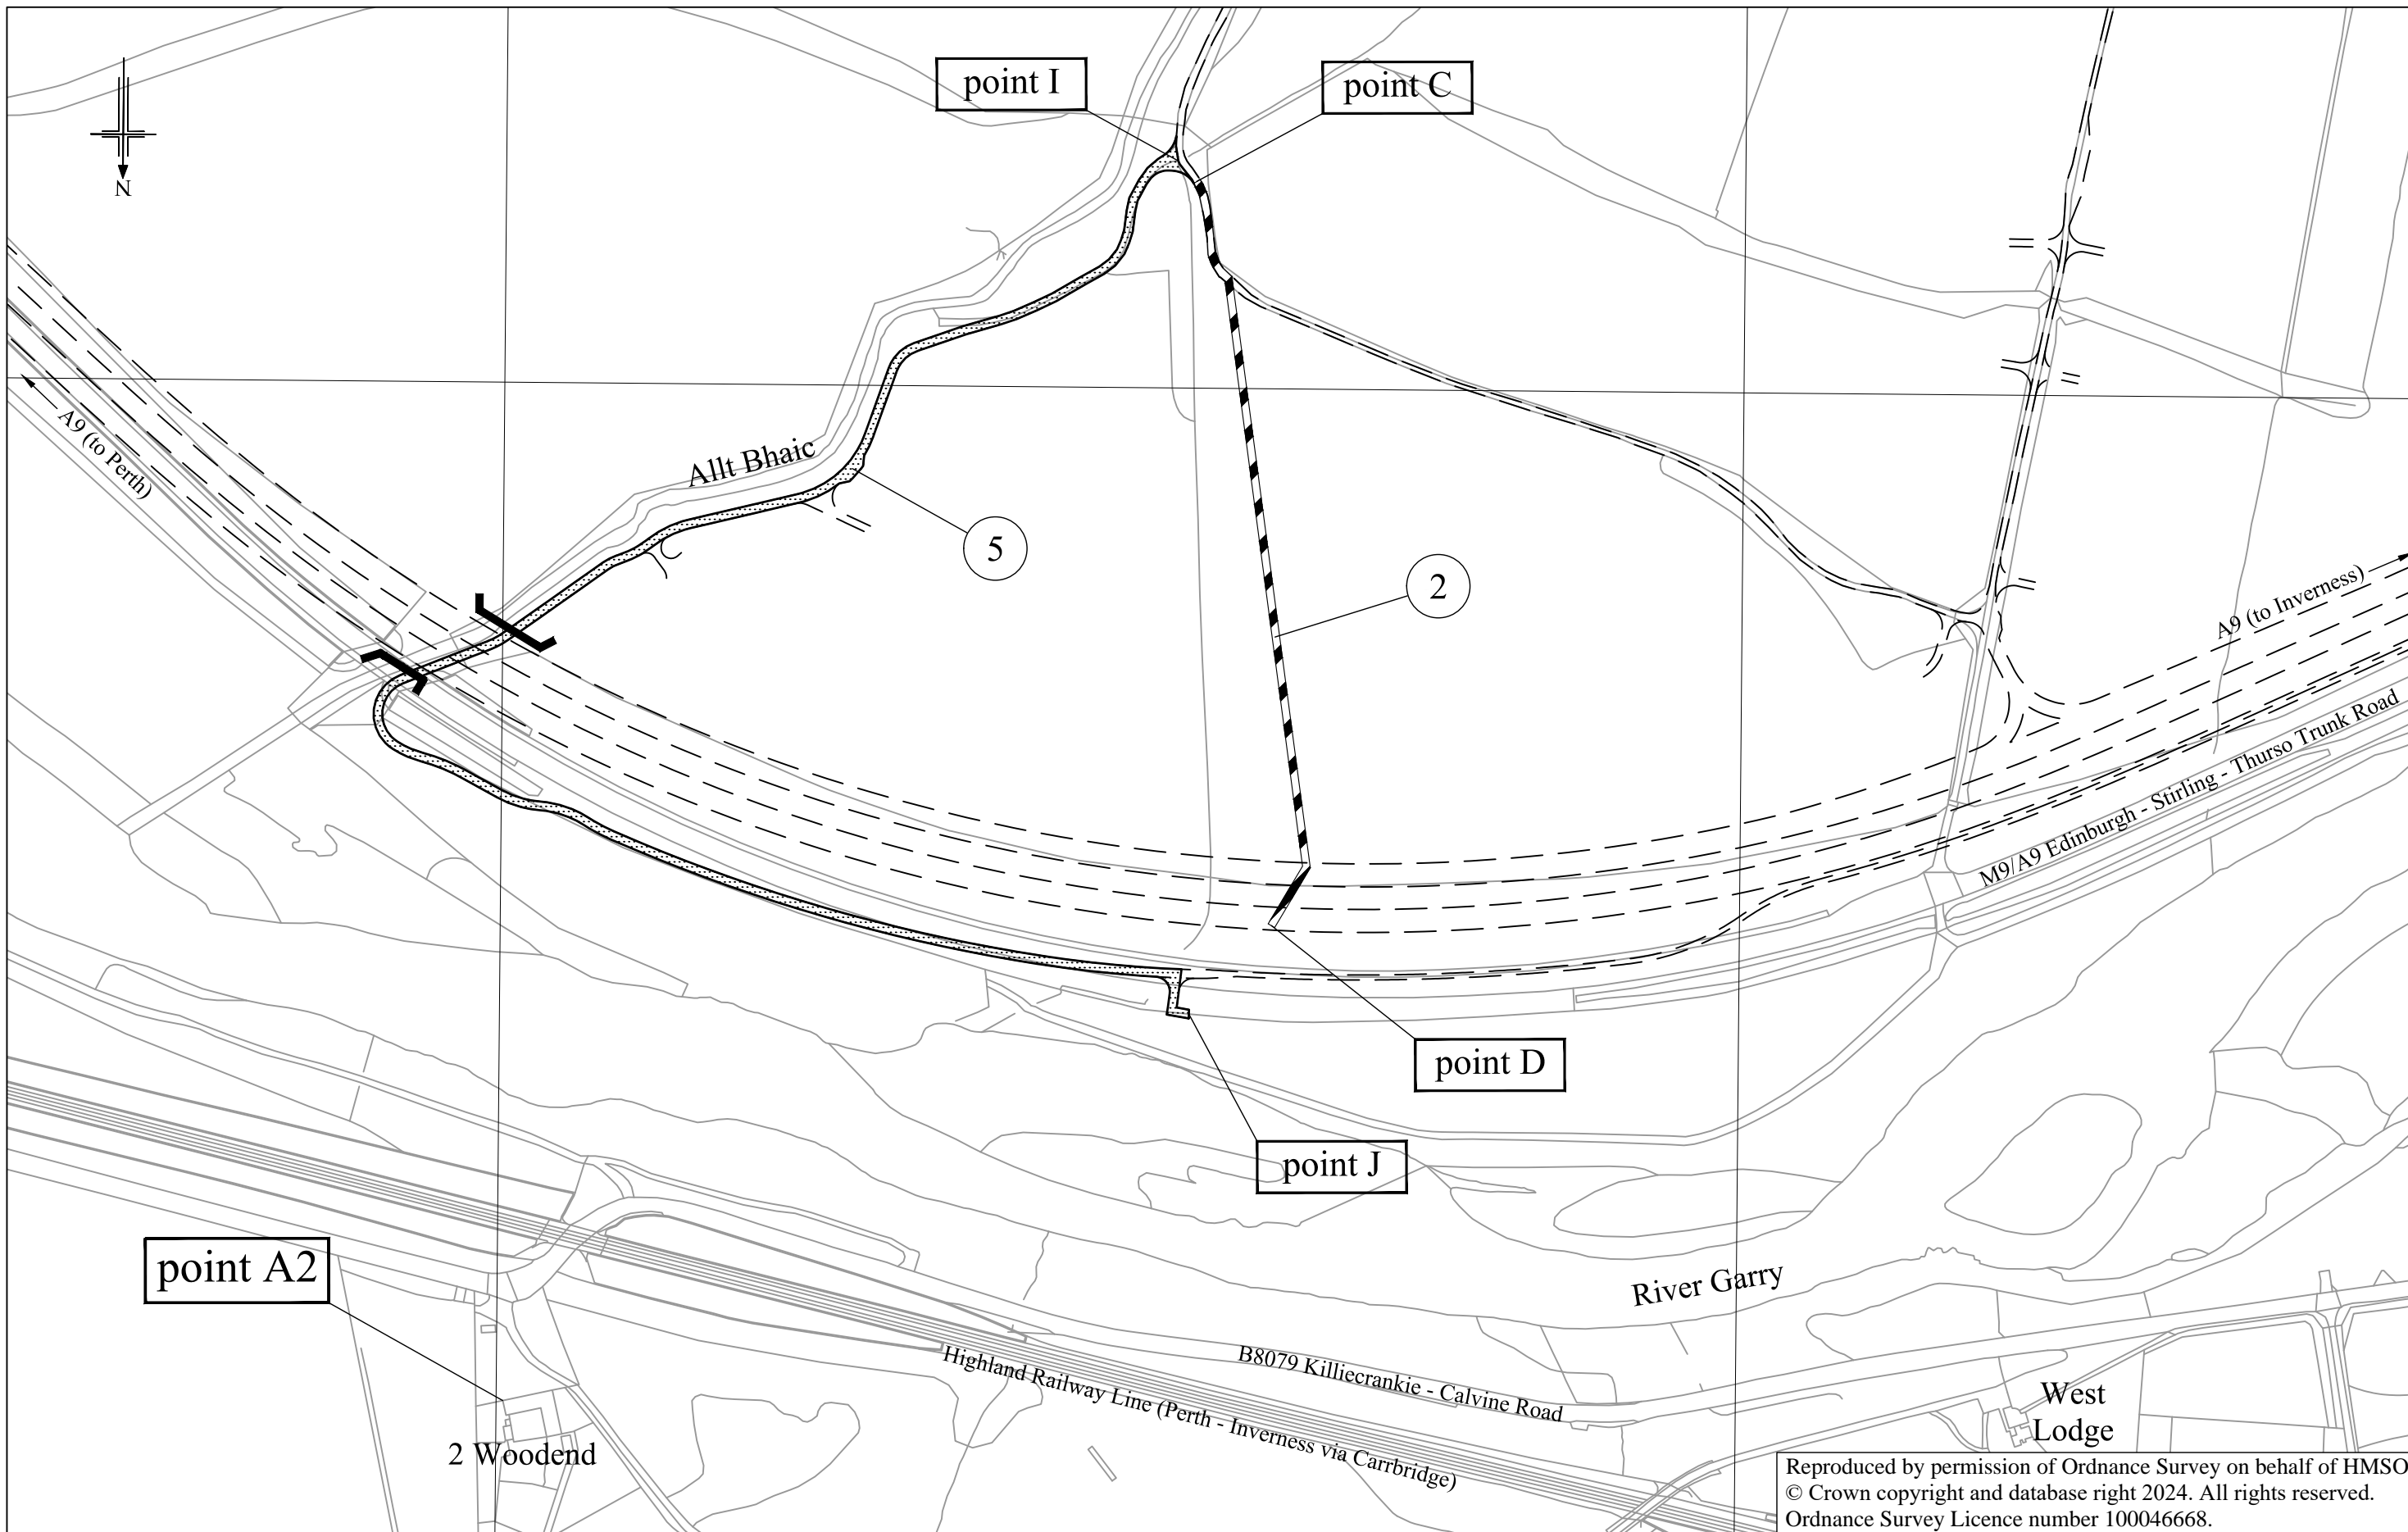 point I
point C
N
A9 (to Perth)
Allt Bhaic
5
2
A9 (to Inverness)
M9/A9 Edinburgh - Stirling - Thurso Trunk Road
point D
point J
point A2
River Garry
B8079 Killiecrankie - Calvine Road
Highland Railway Line (Perth - Inverness via Carrbridge)
2 Woodend
West
Lodge
Reproduced by permission of Ordnance Survey on behalf of HMSO
© Crown copyright and database right 2024. All rights reserved.
Ordnance Survey Licence number 100046668.